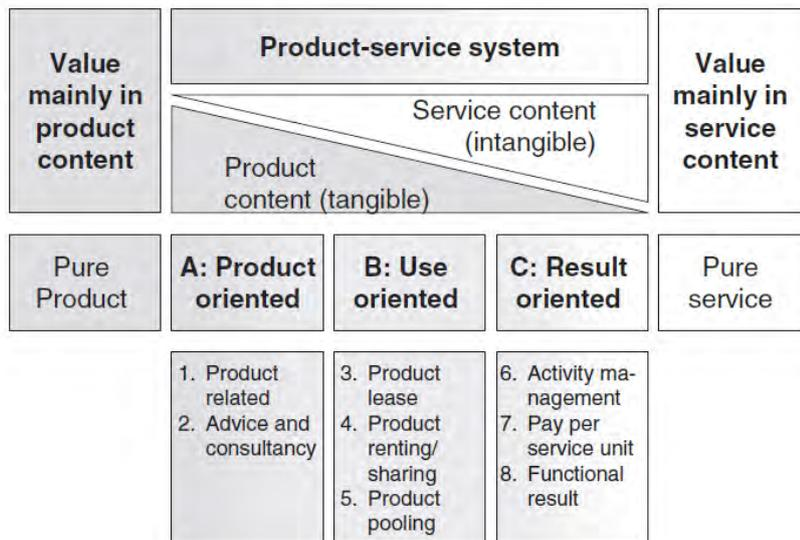 Value
mainly in
product
content
Product-service system
Service content
(intangible)
Product
content (tangible)
Value
mainly in
service
content
Pure
Product
A: Product
oriented
B: Use
oriented
C: Result
oriented
Pure
service
1. Product
related
2. Advice and
consultancy
3. Product
lease
4. Product
renting/
sharing
5. Product
pooling
6. Activity ma-
nagement
7. Pay per
service unit
8. Functional
result